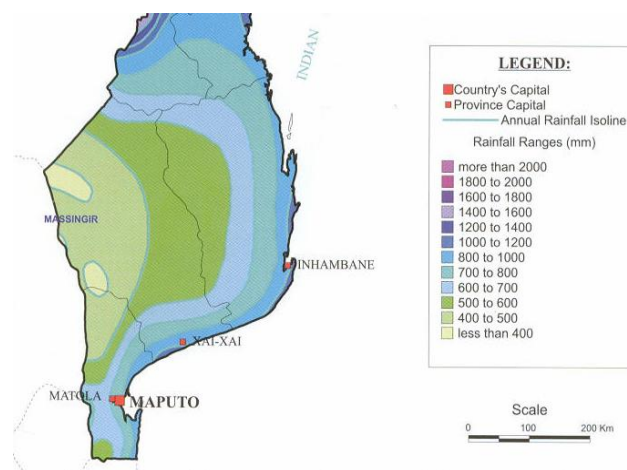 INDIAN
MASSINGIR
INHAMBANE
XAI-XAI
MATOLA
MAPUTO
LEGEND:
Country's Capital
Province Capital
Annual Rainfall Isoline
Rainfall Ranges (mm)
more than 2000
1800 to 2000
1600 to 1800
1400 to 1600
1200 to 1400
1000 to 1200
800 to 1000
700 to 800
600 to 700
500 to 600
400 to 500
less than 400
Scale
0 100 200 Km